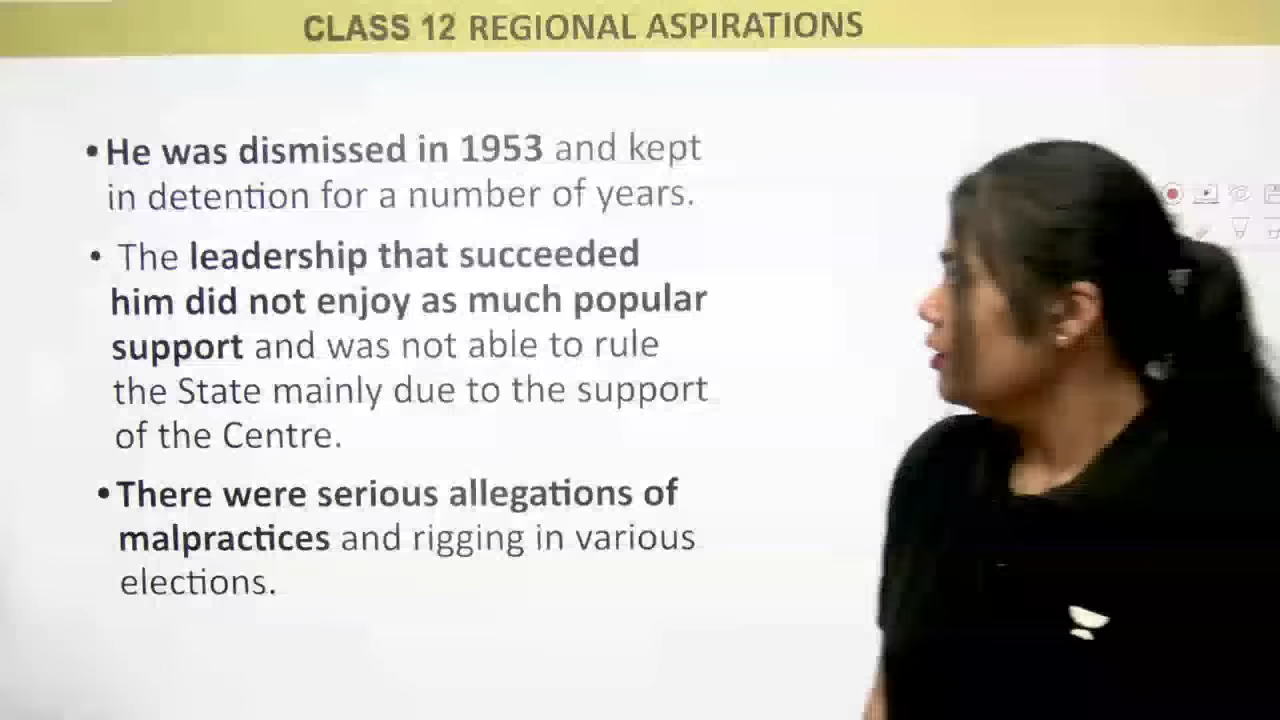 CLASS 12 REGIONAL ASPIRATIONS
•He was dismissed in 1953 and kept
in detention for a number of years.
• The leadership that succeeded
him did not enjoy as much popular
support and was not able to rule
the State mainly due to the support
of the Centre.
•There were serious allegations of
malpractices and rigging in various
elections.